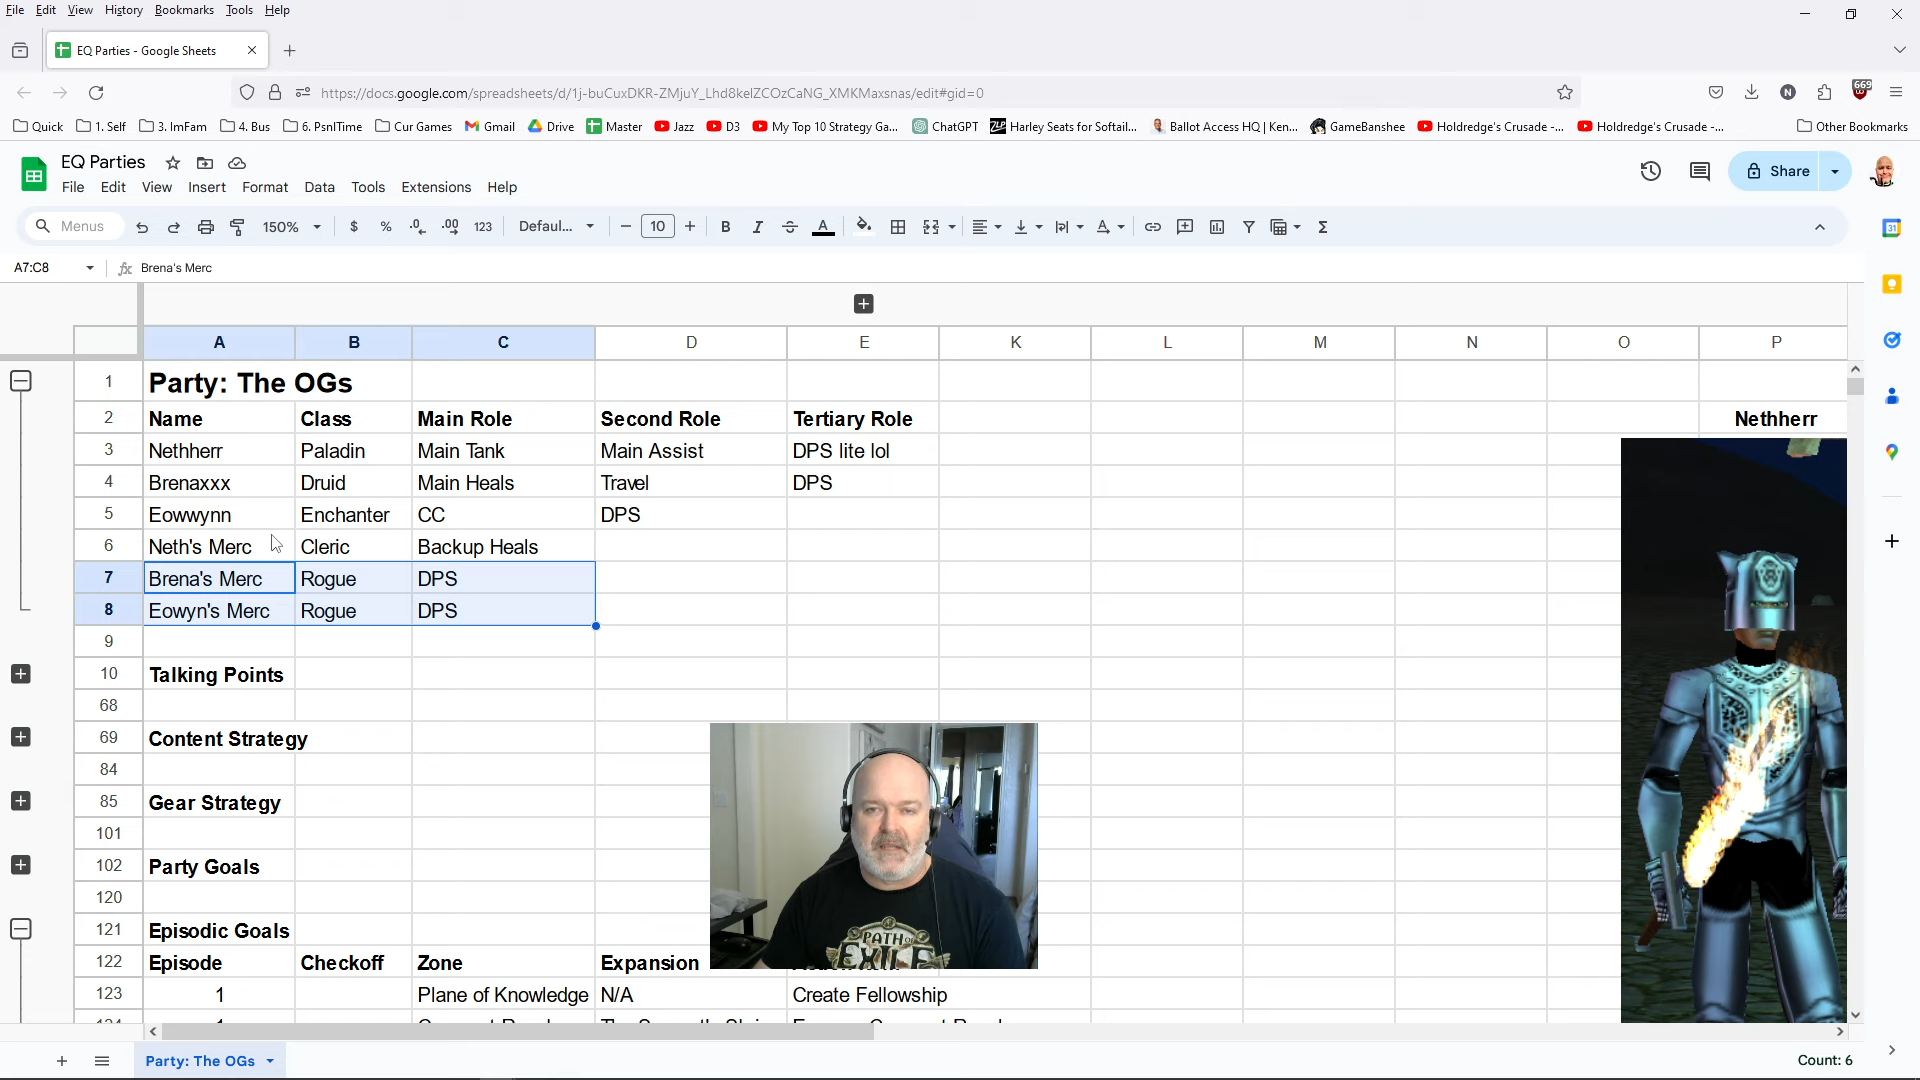 File Edit View History Bookmarks Tools Help
EQ Parties - Google Sheets
https://docs.google.com/spreadsheets/d/1j-buCuxDKR-ZMjuY_Lhd8kelZCOzCaNG_XMKMaxsnas/edit#gid=0
669
N
Quick 1. Self 3. ImFam 4. Bus 6. PsnlTime Cur Games Gmail Drive Master Jazz D3 My Top 10 Strategy Ga... ChatGPT Harley Seats for Softail... Ballot Access HQ | Ken... GameBanshee Holdredge's Crusade -... Holdredge's Crusade -... Other Bookmarks
EQ Parties
File Edit View Insert Format Data Tools Extensions Help
Share
Menus 150% $ % .0 .00 123 Defaul... 10 B I A
31
A7:C8 fx Brena's Merc
A B C D E K L M N O P
1 Party: The OGs
2 Name Class Main Role Second Role Tertiary Role Nethherr
3 Nethherr Paladin Main Tank Main Assist DPS lite lol
4 Brenaxxx Druid Main Heals Travel DPS
5 Eowwynn Enchanter CC DPS
6 Neth's Merc Cleric Backup Heals
7 Brena's Merc Rogue DPS
8 Eowyn's Merc Rogue DPS
9
10 Talking Points
68
69 Content Strategy
84
85 Gear Strategy
101
102 Party Goals
120
121 Episodic Goals
122 Episode Checkoff Zone Expansion
123 1 Plane of Knowledge N/A Create Fellowship
PATH OF
EXILE
Party: The OGs
Count: 6